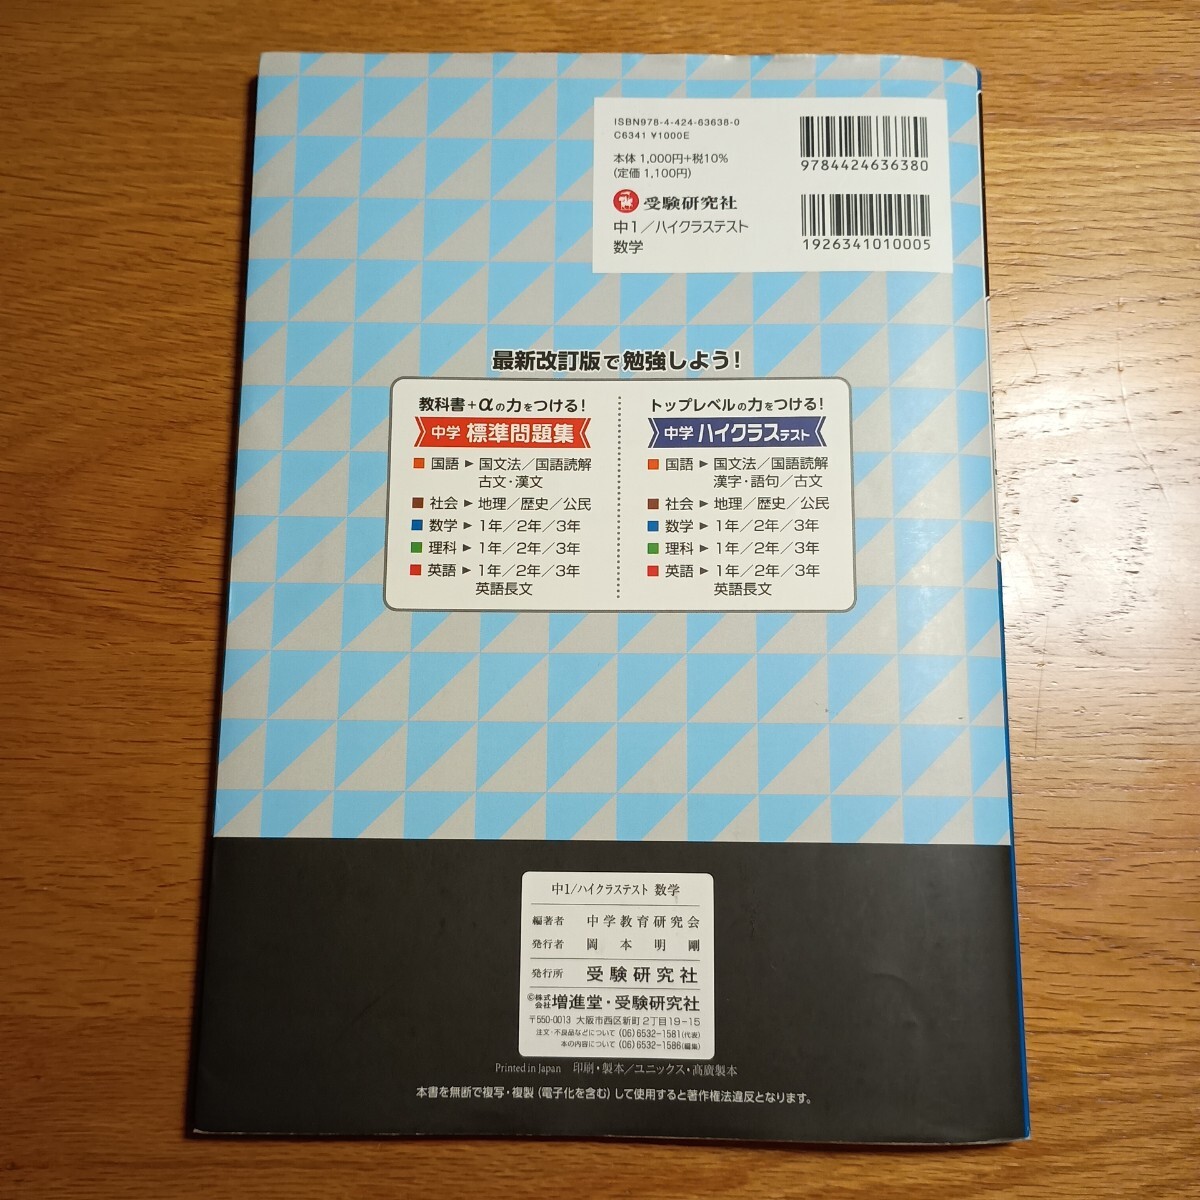 ISBN978-4-424-63638-0
C6341 ¥1000E
本体 1,000円+税10%
(定価 1,100円)
受験研究社
中1／ハイクラステスト
数学
9784424636380
1926341010005
最新改訂版で勉強しよう！
教科書+αの力をつける！
中学 標準問題集
国語 ▶ 国文法／国語読解
古文・漢文
社会 ▶ 地理／歴史／公民
数学 ▶ 1年／2年／3年
理科 ▶ 1年／2年／3年
英語 ▶ 1年／2年／3年
英語長文
トップレベルの力をつける！
中学 ハイクラステスト
国語 ▶ 国文法／国語読解
漢字・語句／古文
社会 ▶ 地理／歴史／公民
数学 ▶ 1年／2年／3年
理科 ▶ 1年／2年／3年
英語 ▶ 1年／2年／3年
英語長文
中1/ハイクラステスト 数学
編著者 中学教育研究会
発行者 岡本明剛
発行所 受験研究社
©株式会社 増進堂・受験研究社
〒550-0013 大阪市西区新町2丁目19-15
注文・不良品などについて (06)6532-1581(代表)
本の内容について (06)6532-1586(編集)
Printed in Japan 印刷・製本／ユニックス・髙廣製本
本書を無断で複写・複製(電子化を含む)して使用すると著作権法違反となります。